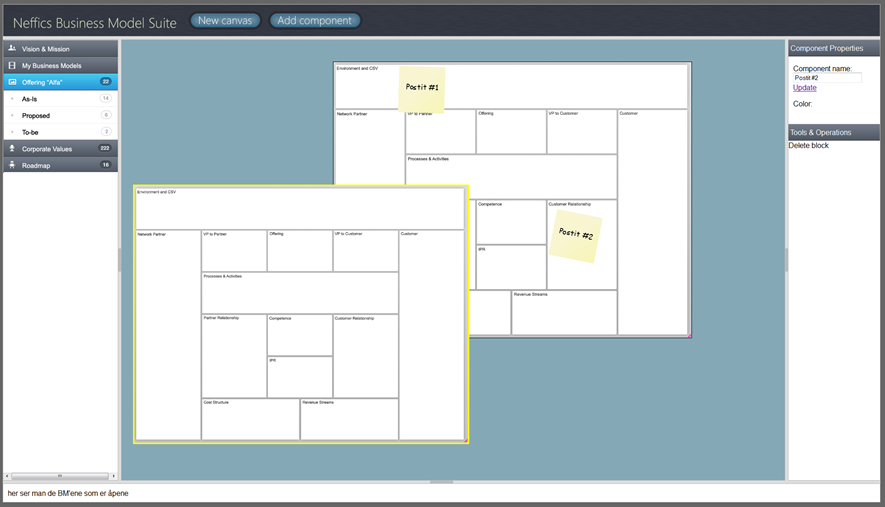 Neffics Business Model Suite
New canvas
Add component
Vision & Mission
My Business Models
Offering "Alfa" 22
As-Is 14
Proposed 6
To-be 2
Corporate Values 222
Roadmap 16
Environment and CSV
Postit #1
Network Partner
VP to Partner
Offering
VP to Customer
Customer
Processes & Activities
Competence
Customer Relationship
Postit #2
IPR
Revenue Streams
Environment and CSV
Network Partner
VP to Partner
Offering
VP to Customer
Customer
Processes & Activities
Partner Relationship
Competence
Customer Relationship
IPR
Cost Structure
Revenue Streams
Component Properties
Component name:
Postit #2
Update
Color:
Tools & Operations
Delete block
her ser man de BM'ene som er åpene